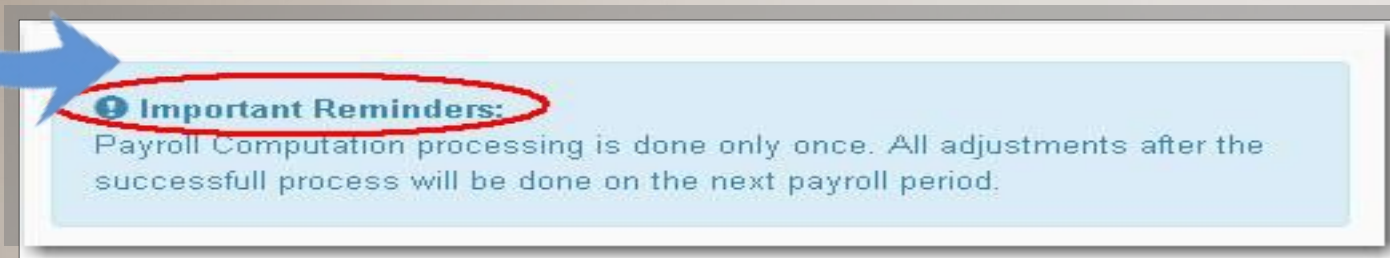 Important Reminders:
Payroll Computation processing is done only once. All adjustments after the
successfull process will be done on the next payroll period.